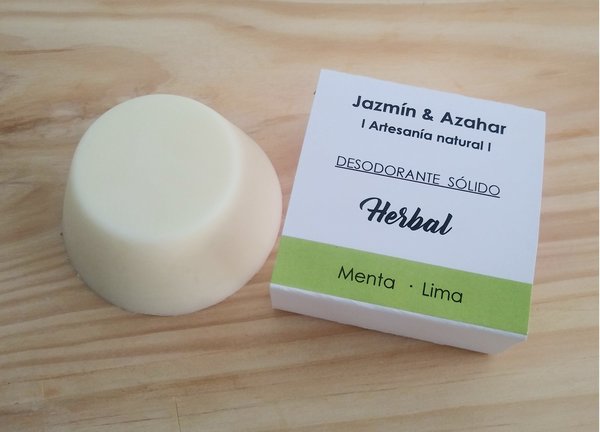 Jazmín & Azahar
| Artesanía natural |
DESODORANTE SÓLIDO
Herbal
Menta · Lima